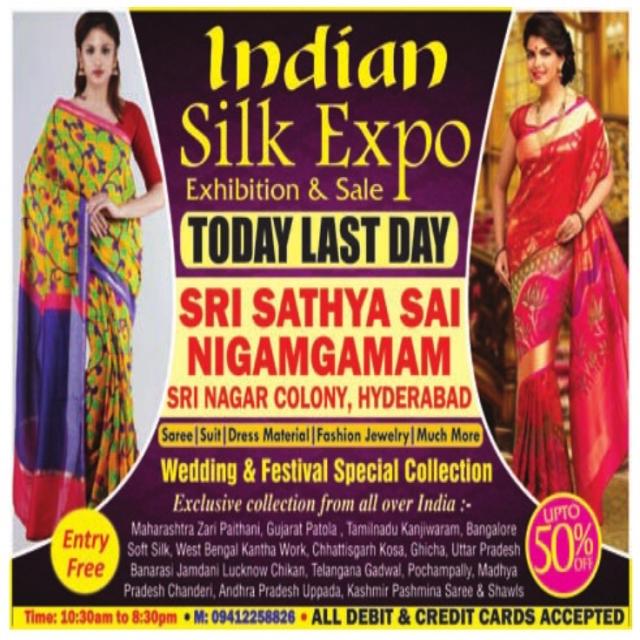 Indian
Silk Expo
Exhibition & Sale
TODAY LAST DAY
SRI SATHYA SAI
NIGAMGAMAM
SRI NAGAR COLONY, HYDERABAD
Saree|Suit|Dress Material|Fashion Jewelry|Much More
Wedding & Festival Special Collection
Exclusive collection from all over India :-
Maharashtra Zari Paithani, Gujarat Patola , Tamilnadu Kanjiwaram, Bangalore
Soft Silk, West Bengal Kantha Work, Chhattisgarh Kosa, Ghicha, Uttar Pradesh
Banarasi Jamdani Lucknow Chikan, Telangana Gadwal, Pochampally, Madhya
Pradesh Chanderi, Andhra Pradesh Uppada, Kashmir Pashmina Saree & Shawls
Entry
Free
UPTO
50%
OFF
Time: 10:30am to 8:30pm • M: 09412258826 • ALL DEBIT & CREDIT CARDS ACCEPTED